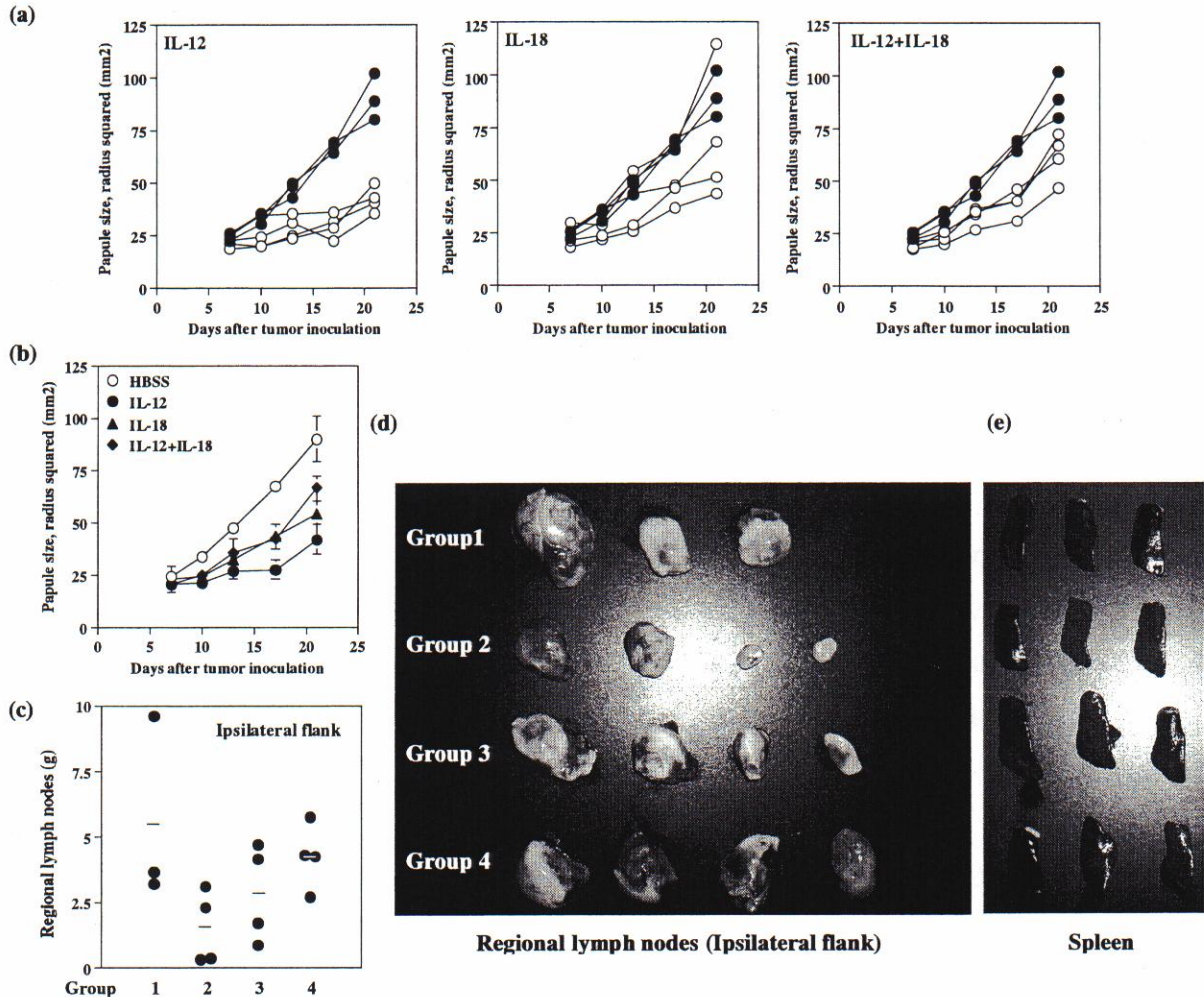 (a)
IL-12
IL-18
IL-12+IL-18
Papule size, radius squared (mm2)
125
100
75
50
25
0
0 5 10 15 20 25
Days after tumor inoculation
Papule size, radius squared (mm2)
125
100
75
50
25
0
0 5 10 15 20 25
Days after tumor inoculation
Papule size, radius squared (mm2)
125
100
75
50
25
0
0 5 10 15 20 25
Days after tumor inoculation
(b)
Papule size, radius squared (mm2)
125
100
75
50
25
0
HBSS
IL-12
IL-18
IL-12+IL-18
0 5 10 15 20 25
Days after tumor inoculation
(c)
Regional lymph nodes (g)
10
7.5
5
2.5
0
Ipsilateral flank
Group 1 2 3 4
(d)
Group1
Group 2
Group 3
Group 4
Regional lymph nodes (Ipsilateral flank)
(e)
Spleen